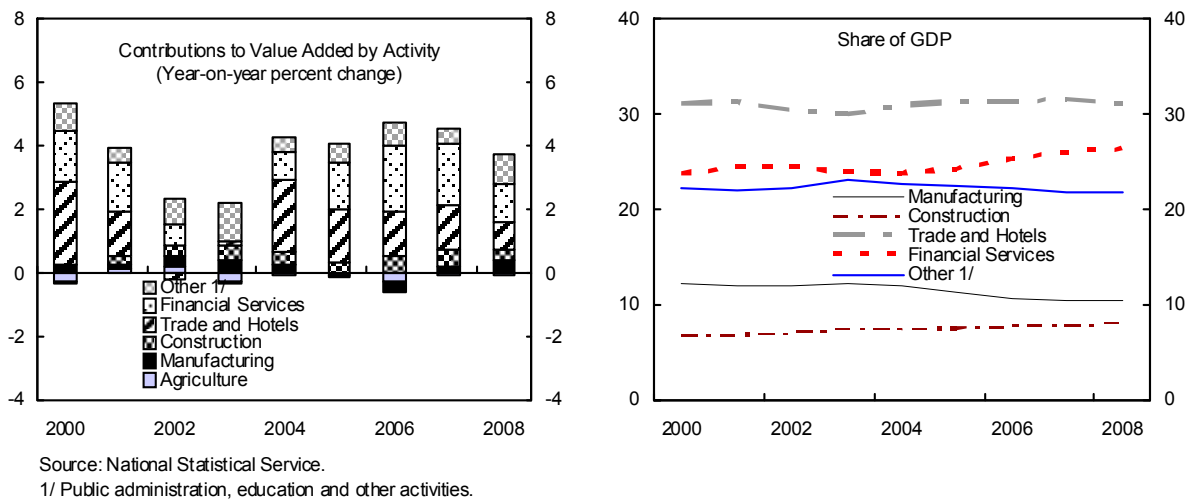 8
6
4
2
0
-2
-4
8
6
4
2
0
-2
-4
Contributions to Value Added by Activity
(Year-on-year percent change)
Other 1/
Financial Services
Trade and Hotels
Construction
Manufacturing
Agriculture
2000 2002 2004 2006 2008
40
30
20
10
0
40
30
20
10
0
Share of GDP
Manufacturing
Construction
Trade and Hotels
Financial Services
Other 1/
2000 2002 2004 2006 2008
Source: National Statistical Service.
1/ Public administration, education and other activities.